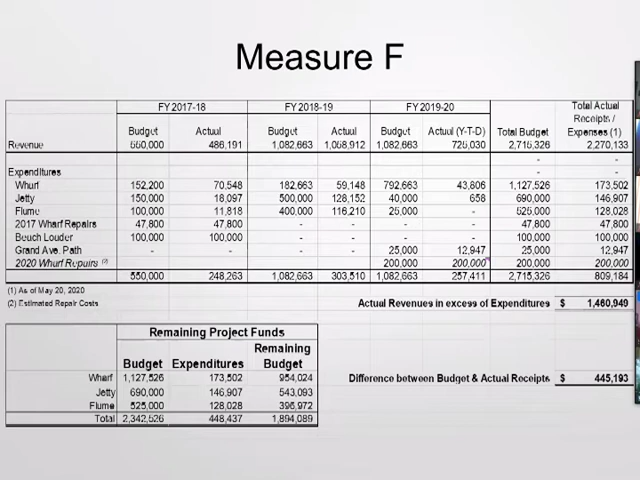 Measure F
FY 2017-18 FY 2018-19 FY 2019-20 Total Actual
Receipts /
Budget Actual Budget Actual Budget Actual (Y-T-D) Total Budget Expenses (1)
Revenue 550,000 486,191 1,082,663 1,058,912 1,082,663 725,030 2,715,326 2,270,133
-
Expenditures -
Wharf 152,200 70,548 182,663 59,148 792,663 43,806 1,127,526 173,502
Jetty 150,000 18,097 500,000 128,152 40,000 658 690,000 146,907
Flume 100,000 11,818 400,000 116,210 25,000 - 525,000 128,028
2017 Wharf Repairs 47,800 47,800 - - - - 47,800 47,800
Beach Louder 100,000 100,000 - - - - 100,000 100,000
Grand Ave. Path - - - - 25,000 12,947 25,000 12,947
2020 Wharf Repairs (2) 200,000 200,000 200,000 200,000
550,000 248,263 1,082,663 303,510 1,082,663 257,411 2,715,326 809,184
(1) As of May 20, 2020
(2) Estimated Repair Costs Actual Revenues in excess of Expenditures $ 1,460,949
Remaining Project Funds
Remaining
Budget Expenditures Budget
Wharf 1,127,526 173,502 954,024 Difference between Budget & Actual Receipts $ 445,193
Jetty 690,000 146,907 543,093
Flume 525,000 128,028 396,972
Total 2,342,526 448,437 1,894,089